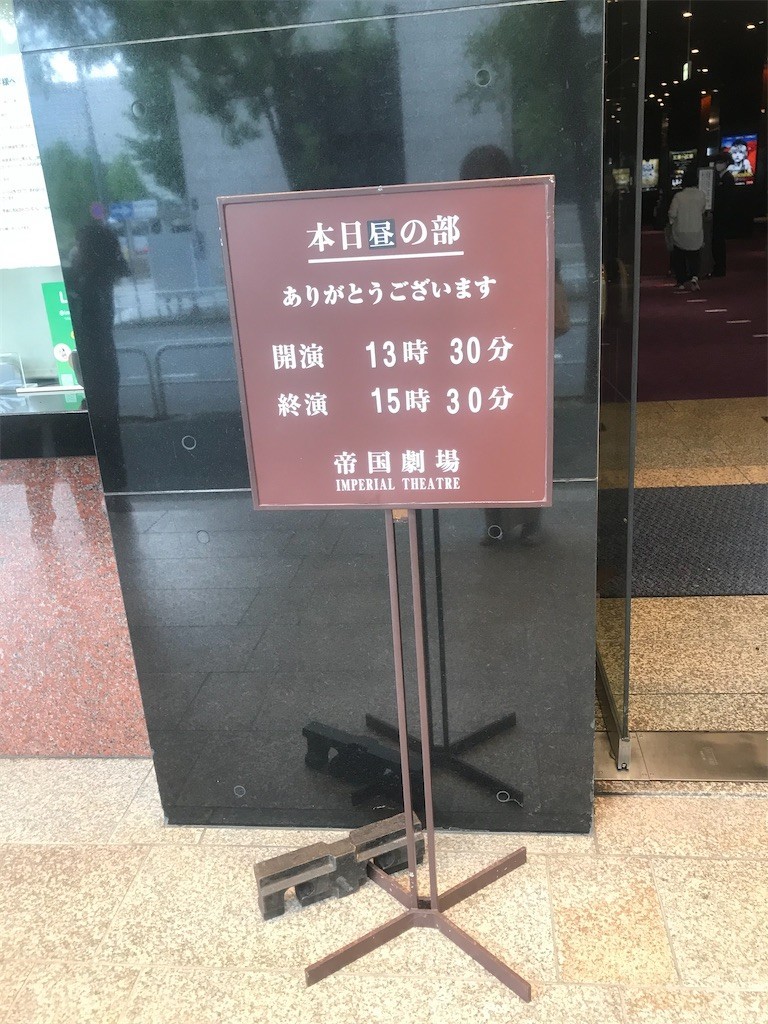 本日昼の部
ありがとうございます
開演 13時 30分
終演 15時 30分
帝国劇場
IMPERIAL THEATRE